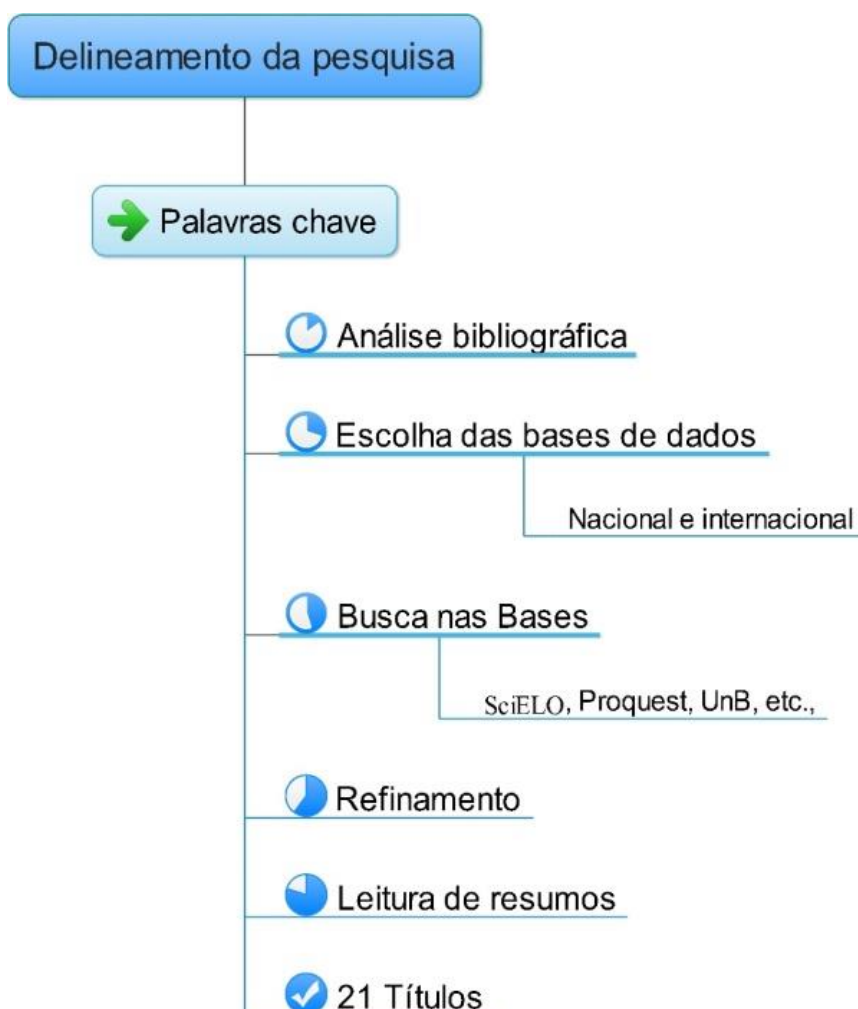 Delineamento da pesquisa
Palavras chave
Análise bibliográfica
Escolha das bases de dados
Nacional e internacional
Busca nas Bases
SciELO, Proquest, UnB, etc.,
Refinamento
Leitura de resumos
21 Títulos